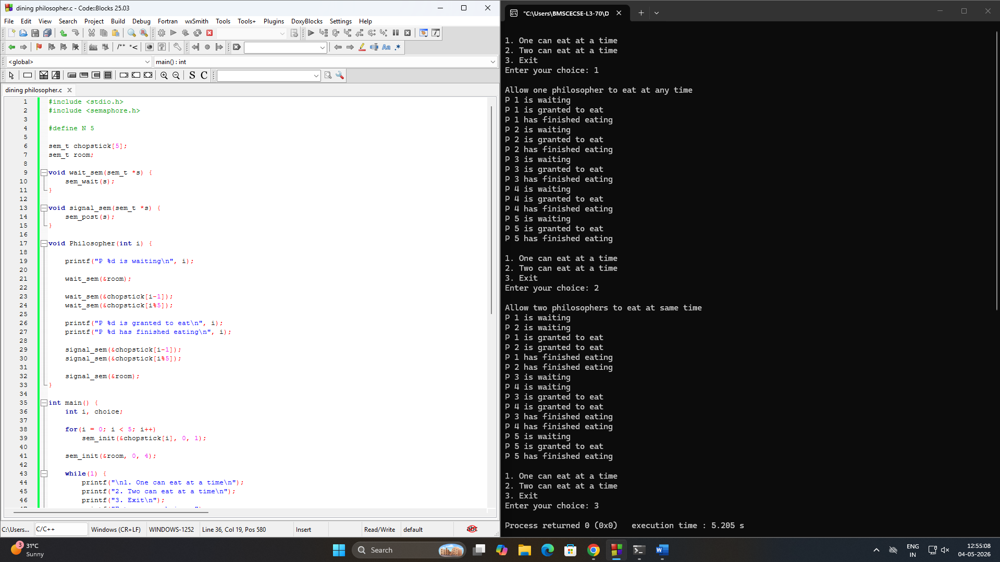 dining philosopher.c - Code::Blocks 25.03
File Edit View Search Project Build Debug Fortran wxSmith Tools Tools+ Plugins DoxyBlocks Settings Help
/** *<
Aa .*
<global>
main() : int
S C
dining philosopher.c
1 #include <stdio.h>
2 #include <semaphore.h>
3
4 #define N 5
5
6 sem_t chopstick[5];
7 sem_t room;
8
9 void wait_sem(sem_t *s) {
10 sem_wait(s);
11 }
12
13 void signal_sem(sem_t *s) {
14 sem_post(s);
15 }
16
17 void Philosopher(int i) {
18
19 printf("P %d is waiting\n", i);
20
21 wait_sem(&room);
22
23 wait_sem(&chopstick[i-1]);
24 wait_sem(&chopstick[i%5]);
25
26 printf("P %d is granted to eat\n", i);
27 printf("P %d has finished eating\n", i);
28
29 signal_sem(&chopstick[i-1]);
30 signal_sem(&chopstick[i%5]);
31
32 signal_sem(&room);
33 }
34
35 int main() {
36 int i, choice;
37
38 for(i = 0; i < 5; i++)
39 sem_init(&chopstick[i], 0, 1);
40
41 sem_init(&room, 0, 4);
42
43 while(1) {
44 printf("\n1. One can eat at a time\n");
45 printf("2. Two can eat at a time\n");
46 printf("3. Exit\n");
C:\Users... C/C++ Windows (CR+LF) WINDOWS-1252 Line 36, Col 19, Pos 580 Insert Read/Write default abc
"C:\Users\BMSCECSE-L3-70\D
1. One can eat at a time
2. Two can eat at a time
3. Exit
Enter your choice: 1

Allow one philosopher to eat at any time
P 1 is waiting
P 1 is granted to eat
P 1 has finished eating
P 2 is waiting
P 2 is granted to eat
P 2 has finished eating
P 3 is waiting
P 3 is granted to eat
P 3 has finished eating
P 4 is waiting
P 4 is granted to eat
P 4 has finished eating
P 5 is waiting
P 5 is granted to eat
P 5 has finished eating

1. One can eat at a time
2. Two can eat at a time
3. Exit
Enter your choice: 2

Allow two philosophers to eat at same time
P 1 is waiting
P 2 is waiting
P 1 is granted to eat
P 2 is granted to eat
P 1 has finished eating
P 2 has finished eating
P 3 is waiting
P 4 is waiting
P 3 is granted to eat
P 4 is granted to eat
P 3 has finished eating
P 4 has finished eating
P 5 is waiting
P 5 is granted to eat
P 5 has finished eating

1. One can eat at a time
2. Two can eat at a time
3. Exit
Enter your choice: 3

Process returned 0 (0x0) execution time : 5.205 s
3
31°C
Sunny
Search
ENG
IN
12:55:08
04-05-2026